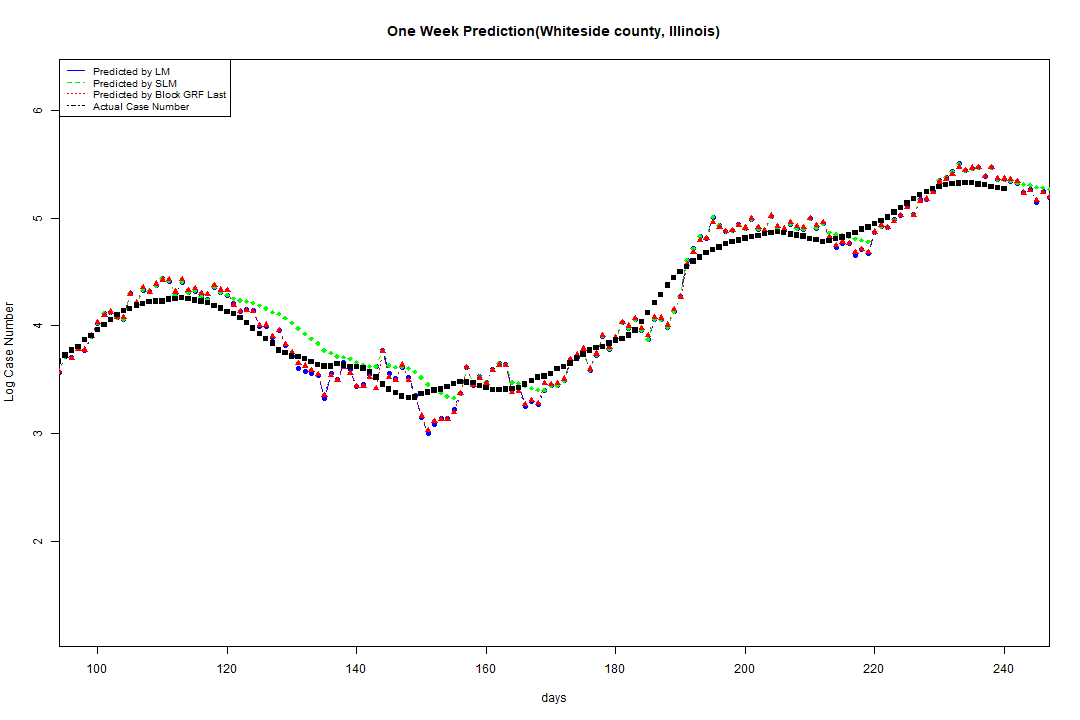 One Week Prediction(Whiteside county, Illinois)
Predicted by LM
Predicted by SLM
Predicted by Block GRF Last
Actual Case Number
6
5
4
3
2
Log Case Number
100 120 140 160 180 200 220 240
days